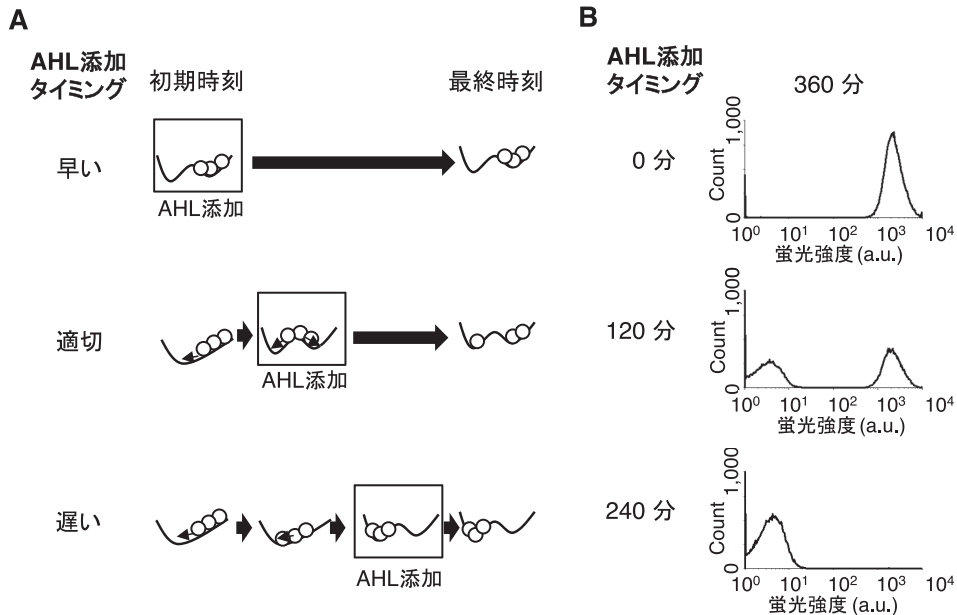 A
AHL添加
タイミング
初期時刻
最終時刻
早い
AHL添加
適切
AHL添加
遅い
AHL添加
B
AHL添加
タイミング
360 分
0 分
1,000
Count
0
10⁰ 10¹ 10² 10³ 10⁴
蛍光強度 (a.u.)
120 分
1,000
Count
0
10⁰ 10¹ 10² 10³ 10⁴
蛍光強度 (a.u.)
240 分
1,000
Count
0
10⁰ 10¹ 10² 10³ 10⁴
蛍光強度 (a.u.)